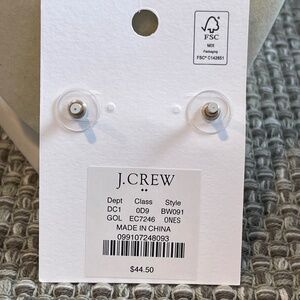 FSC
MIX
Packaging
FSC® C142651
J.CREW
Dept Class Style
DC1 0D9 BW091
GOL EC7246 ONES
MADE IN CHINA
099107248093
$44.50